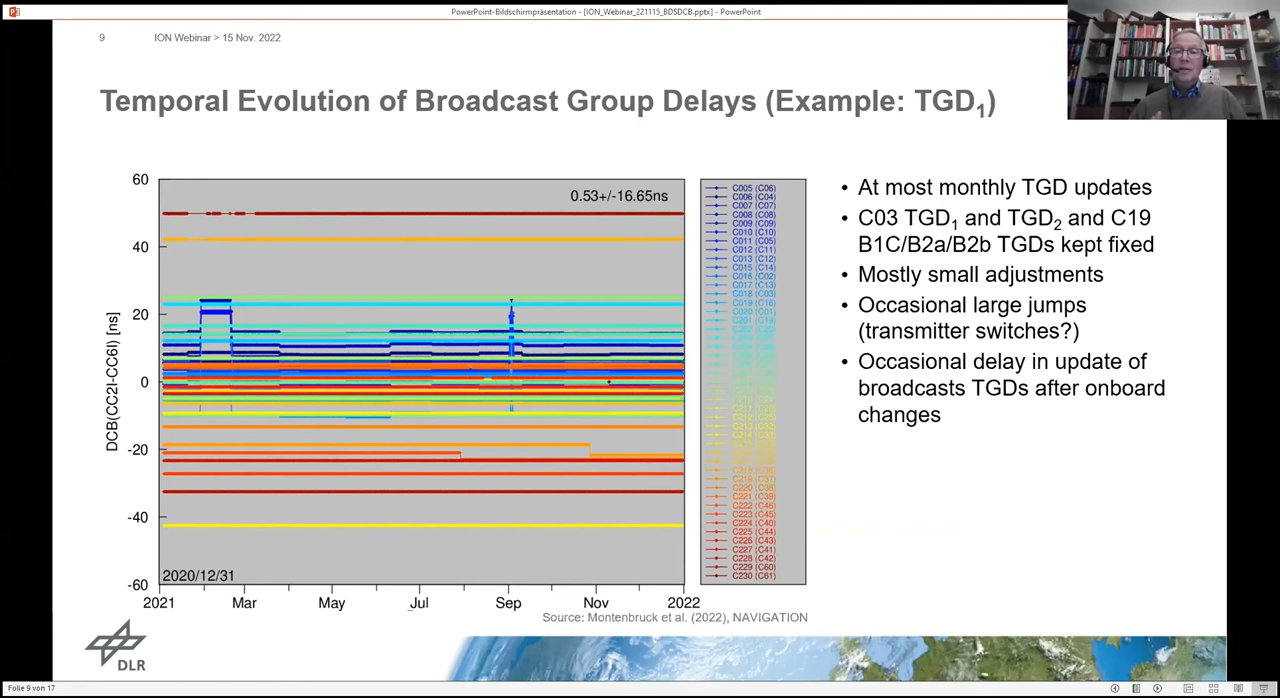 PowerPoint-Bildschirmpräsentation - [ION_Webinar_221115_BDSDCB.pptx] - PowerPoint
9 ION Webinar > 15 Nov. 2022
Temporal Evolution of Broadcast Group Delays (Example: TGD1)
60
40
20
0
-20
-40
-60
DCB(CC2I-CC6I) [ns]
0.53+/-16.65ns
2020/12/31
2021 Mar May Jul Sep Nov 2022
C005 (C06)
C006 (C04)
C007 (C07)
C008 (C08)
C009 (C09)
C010 (C10)
C011 (C05)
C012 (C11)
C013 (C12)
C015 (C14)
C016 (C02)
C017 (C13)
C018 (C03)
C019 (C18)
C020 (C01)
C201 (C19)
C218 (C36)
C219 (C37)
C220 (C38)
C221 (C39)
C222 (C46)
C223 (C45)
C224 (C40)
C225 (C44)
C226 (C43)
C227 (C41)
C228 (C42)
C229 (C60)
C230 (C61)
• At most monthly TGD updates
• C03 TGD1 and TGD2 and C19
B1C/B2a/B2b TGDs kept fixed
• Mostly small adjustments
• Occasional large jumps
(transmitter switches?)
• Occasional delay in update of
broadcasts TGDs after onboard
changes
Source: Montenbruck et al. (2022), NAVIGATION
DLR
Folie 9 von 17